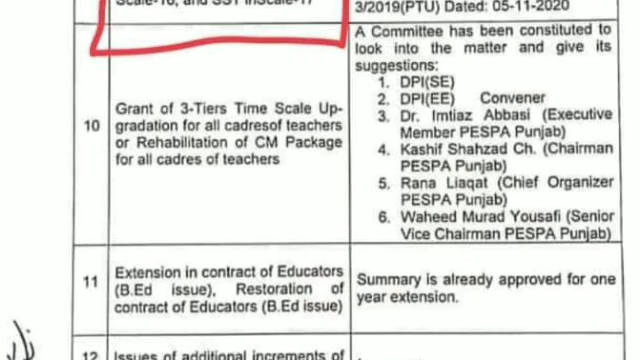 Scale-16, and SST inScale-17
3/2019(PTU) Dated: 05-11-2020
10
Grant of 3-Tiers Time Scale Up-
gradation for all cadresof teachers
or Rehabilitation of CM Package
for all cadres of teachers
A Committee has been constituted to
look into the matter and give its
suggestions:
1. DPI(SE)
2. DPI(EE) Convener
3. Dr. Imtiaz Abbasi (Executive
Member PESPA Punjab)
4. Kashif Shahzad Ch. (Chairman
PESPA Punjab)
5. Rana Liaqat (Chief Organizer
PESPA Punjab)
6. Waheed Murad Yousafi (Senior
Vice Chairman PESPA Punjab)
11
Extension in contract of Educators
(B.Ed issue), Restoration of
contract of Educators (B.Ed issue)
Summary is already approved for one
year extension.
12
Issues of additional increments of